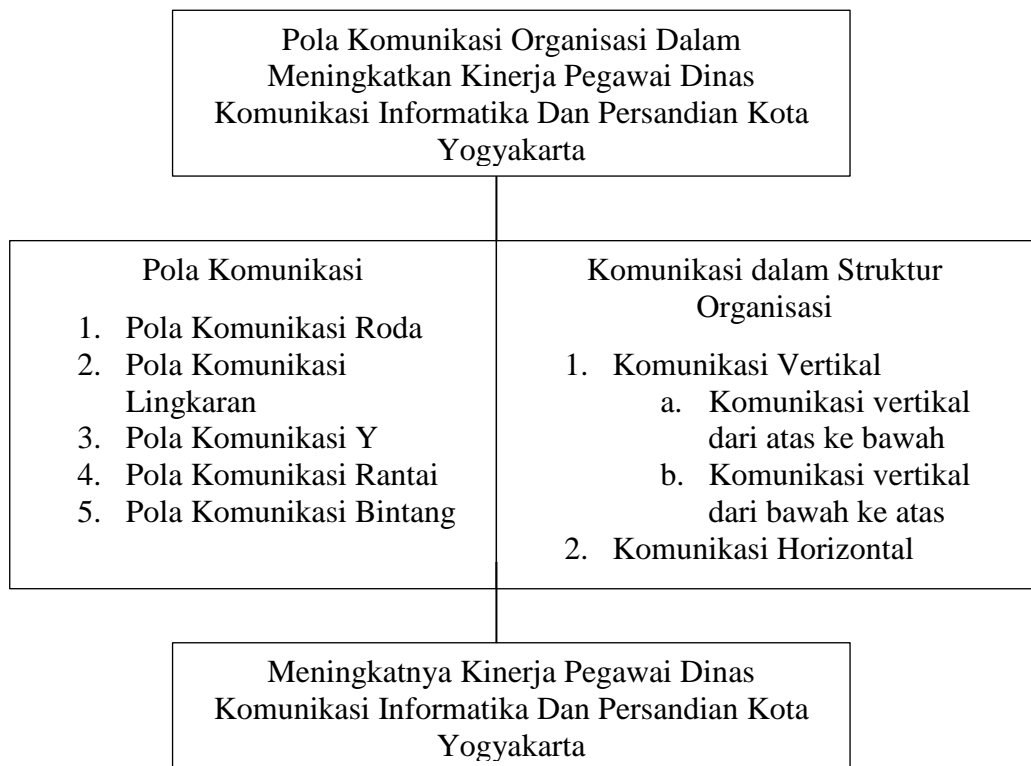 Pola Komunikasi Organisasi Dalam
Meningkatkan Kinerja Pegawai Dinas
Komunikasi Informatika Dan Persandian Kota
Yogyakarta
Pola Komunikasi
1. Pola Komunikasi Roda
2. Pola Komunikasi
Lingkaran
3. Pola Komunikasi Y
4. Pola Komunikasi Rantai
5. Pola Komunikasi Bintang
Komunikasi dalam Struktur
Organisasi
1. Komunikasi Vertikal
a. Komunikasi vertikal
dari atas ke bawah
b. Komunikasi vertikal
dari bawah ke atas
2. Komunikasi Horizontal
Meningkatnya Kinerja Pegawai Dinas
Komunikasi Informatika Dan Persandian Kota
Yogyakarta